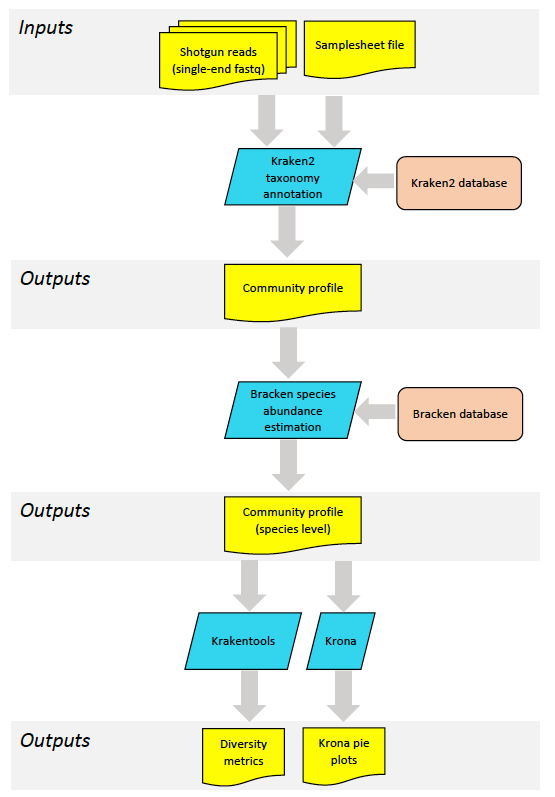 Inputs
Shotgun reads
(single-end fastq)
Samplesheet file
Kraken2
taxonomy
annotation
Kraken2 database
Outputs
Community profile
Bracken species
abundance
estimation
Bracken database
Outputs
Community profile
(species level)
Krakentools
Krona
Outputs
Diversity
metrics
Krona pie
plots